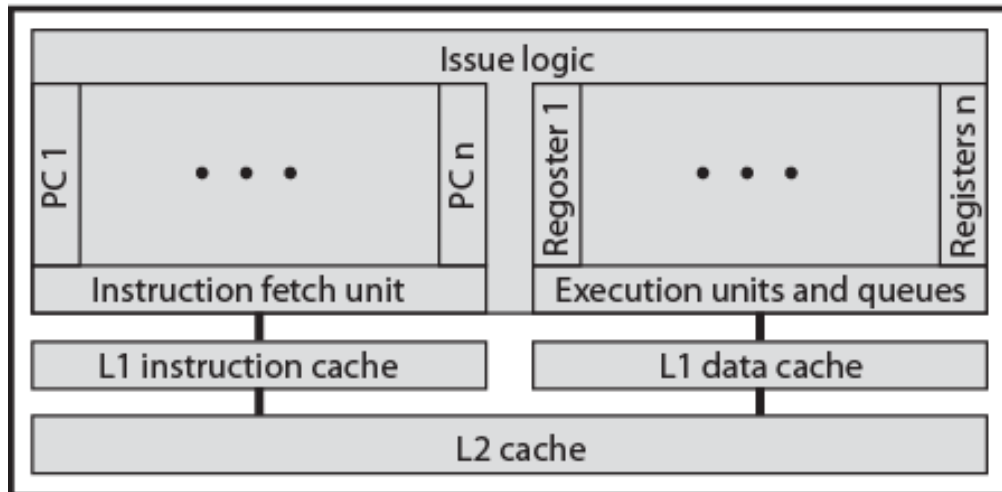 Issue logic
PC 1
• • •
PC n
Regoster 1
• • •
Registers n
Instruction fetch unit
Execution units and queues
L1 instruction cache
L1 data cache
L2 cache